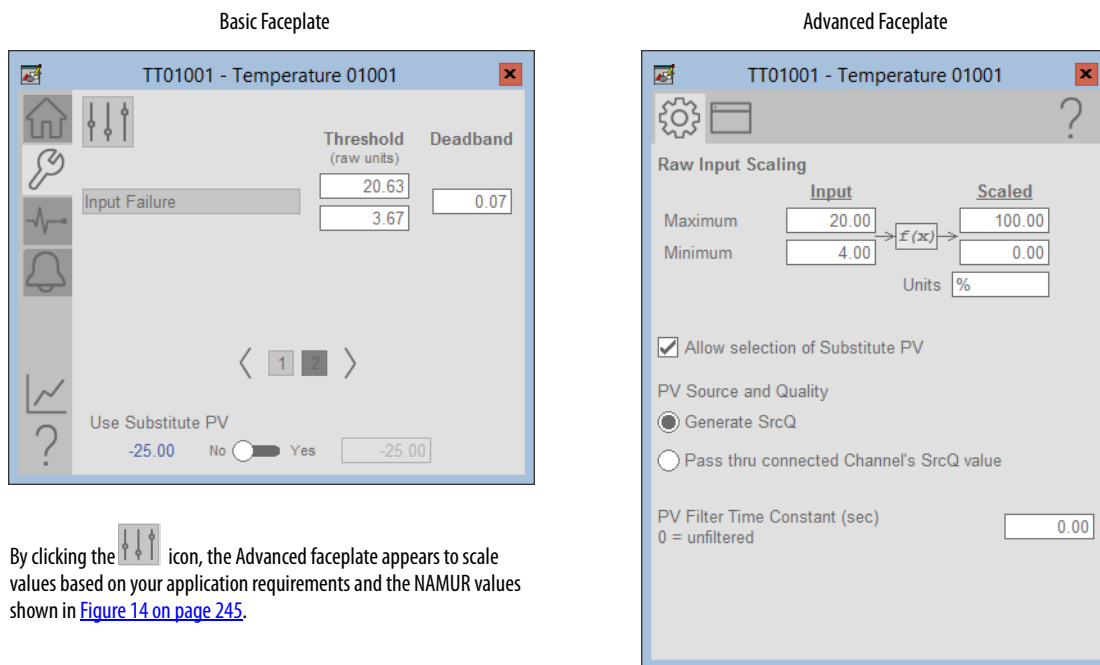 Basic Faceplate
TT01001 - Temperature 01001
Threshold
(raw units)
Deadband
Input Failure
20.63
3.67
0.07
1 2
Use Substitute PV
-25.00 No Yes -25.00
?
By clicking the icon, the Advanced faceplate appears to scale
values based on your application requirements and the NAMUR values
shown in Figure 14 on page 245.
Advanced Faceplate
TT01001 - Temperature 01001
?
Raw Input Scaling
Input Scaled
Maximum 20.00 100.00
f(x)
Minimum 4.00 0.00
Units %
Allow selection of Substitute PV
PV Source and Quality
Generate SrcQ
Pass thru connected Channel's SrcQ value
PV Filter Time Constant (sec)
0 = unfiltered
0.00